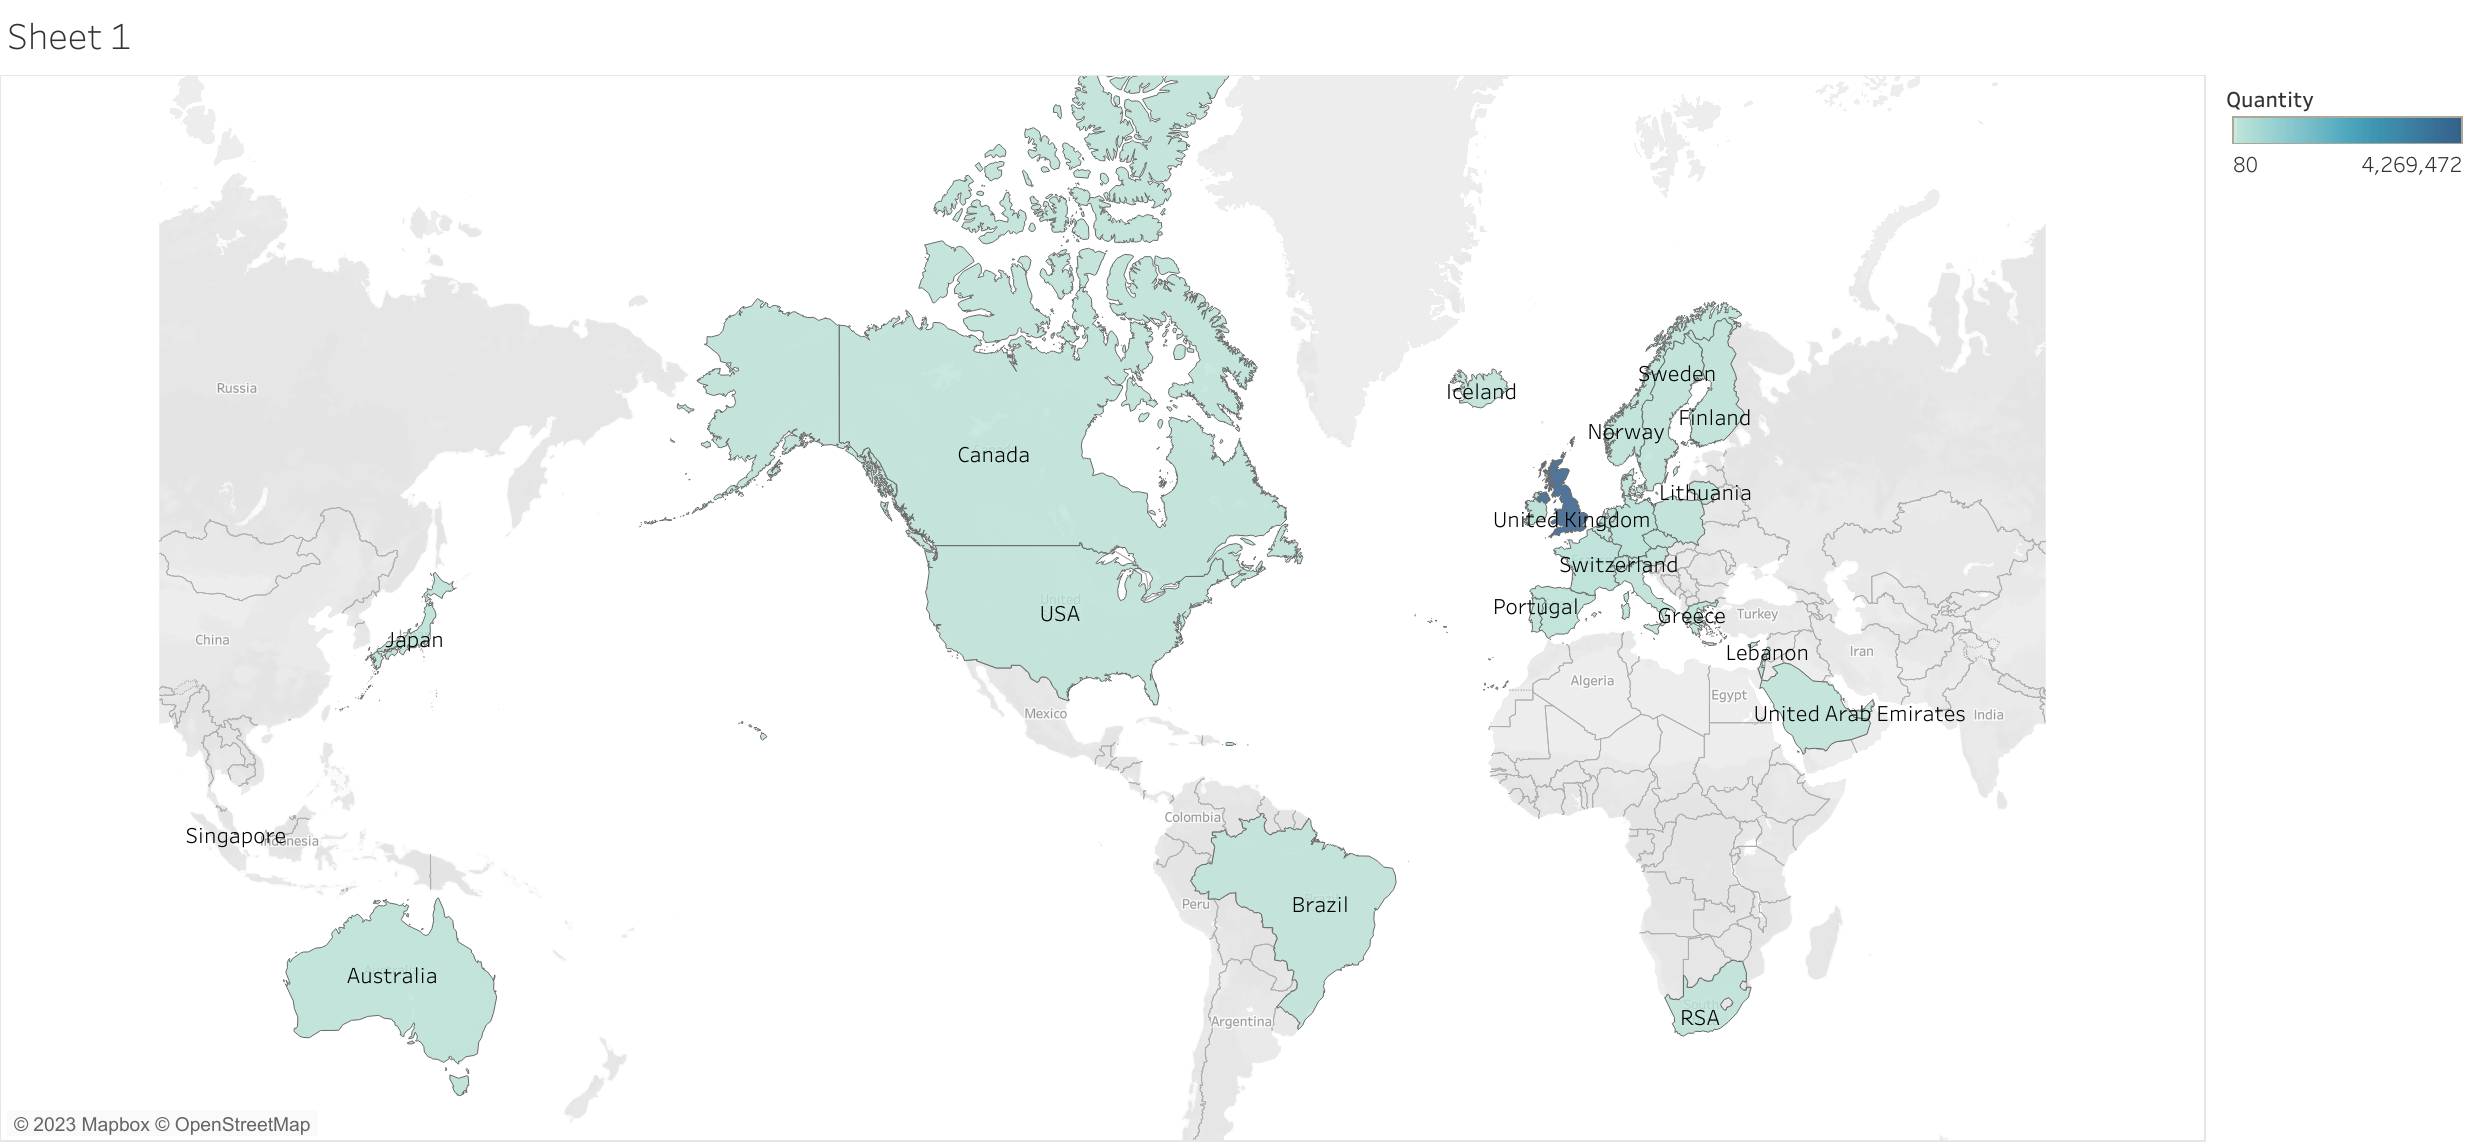 Sheet 1
Quantity
80
4,269,472
Russia
Canada
Iceland
Sweden
Finland
Norway
Lithuania
United Kingdom
Switzerland
Portugal
Greece
Turkey
United
USA
Japan
China
Lebanon
Iran
Algeria
Egypt
Mexico
United Arab Emirates
India
Colombia
Singapore
Peru
Brazil
Australia
South
RSA
Argentina
© 2023 Mapbox © OpenStreetMap